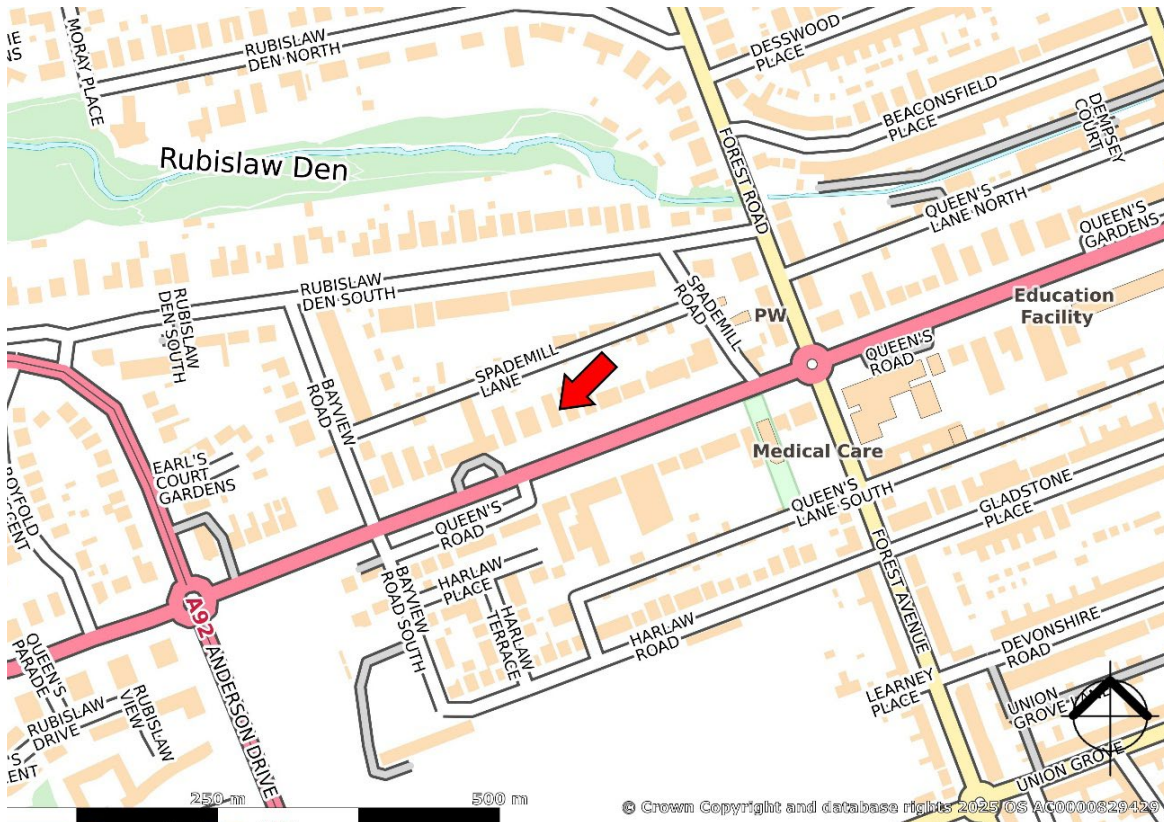 MORAY PLACE
RUBISLAW
DEN NORTH
DESSWOOD
PLACE
BEACONSFIELD
PLACE
DEMPSEY
COURT
Rubislaw Den
FOREST ROAD
QUEEN'S
LANE NORTH
QUEEN'S
GARDENS
RUBISLAW
DEN SOUTH
RUBISLAW
DEN SOUTH
SPADEMILL
ROAD
PW
Education
Facility
QUEEN'S
ROAD
SPADEMILL
LANE
BAYVIEW
ROAD
EARL'S
COURT
GARDENS
Medical Care
QUEEN'S
LANE SOUTH
GLADSTONE
PLACE
QUEEN'S
ROAD
HARLAW
PLACE
HARLAW
TERRACE
BAYVIEW
ROAD SOUTH
HARLAW
ROAD
FOREST AVENUE
DEVONSHIRE
ROAD
LEARNEY
PLACE
UNION
GROVE LANE
UNION GROVE
A92
ANDERSON DRIVE
QUEEN'S
PARADE
RUBISLAW
DRIVE
RUBISLAW
VIEW
250 m
500 m
© Crown Copyright and database rights 2025 OS AC0000829429